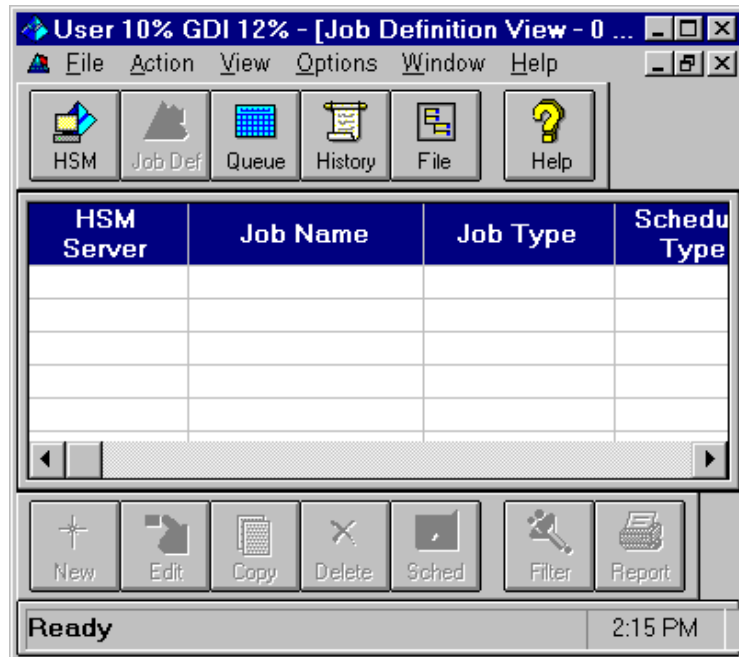 User 10% GDI 12% - [Job Definition View - 0 ...
File Action View Options Window Help
HSM Job Def Queue History File Help
HSM Server Job Name Job Type Schedu Type
New Edit Copy Delete Sched Filter Report
Ready 2:15 PM